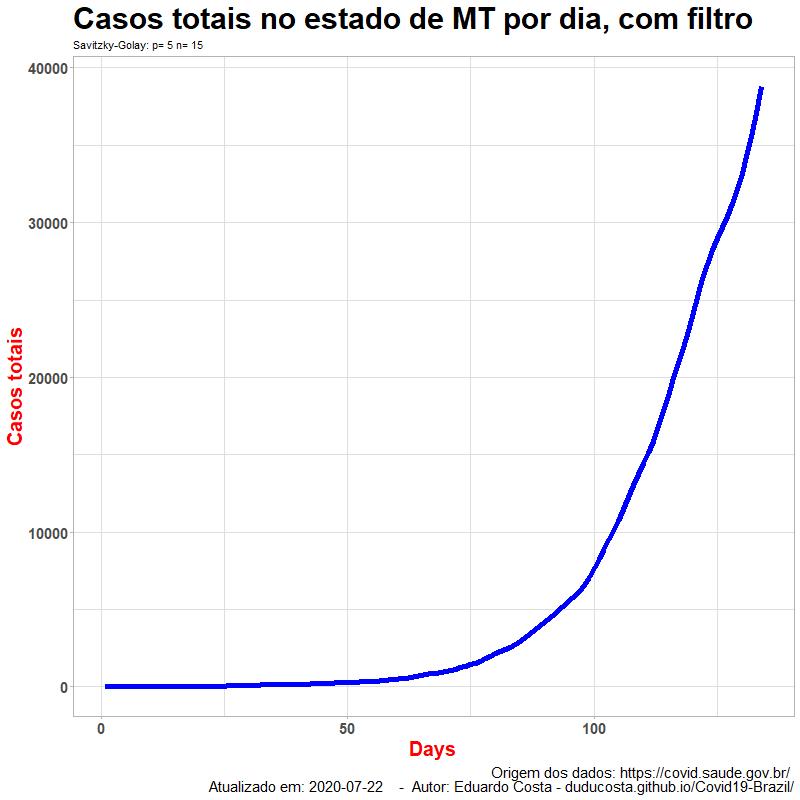 Casos totais no estado de MT por dia, com filtro
Savitzky-Golay: p= 5 n= 15
40000
30000
20000
10000
0
Casos totais
0 50 100
Days
Origem dos dados: https://covid.saude.gov.br/
Atualizado em: 2020-07-22 - Autor: Eduardo Costa - duducosta.github.io/Covid19-Brazil/